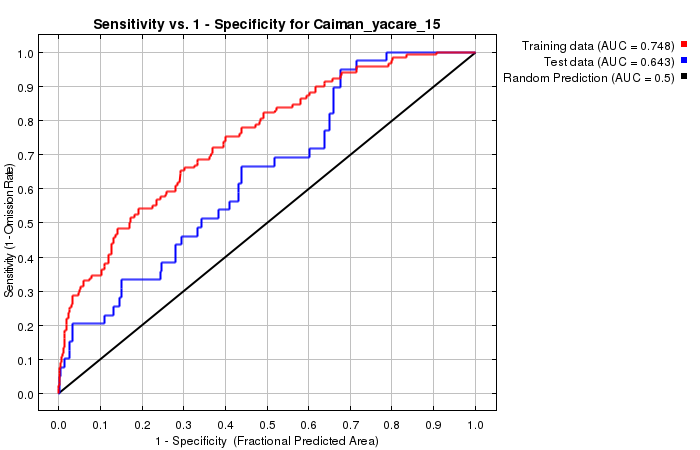 Sensitivity vs. 1 - Specificity for Caiman_yacare_15
Training data (AUC = 0.748)
Test data (AUC = 0.643)
Random Prediction (AUC = 0.5)
Sensitivity (1 - Omission Rate)
1.0
0.9
0.8
0.7
0.6
0.5
0.4
0.3
0.2
0.1
0.0
0.0 0.1 0.2 0.3 0.4 0.5 0.6 0.7 0.8 0.9 1.0
1 - Specificity (Fractional Predicted Area)